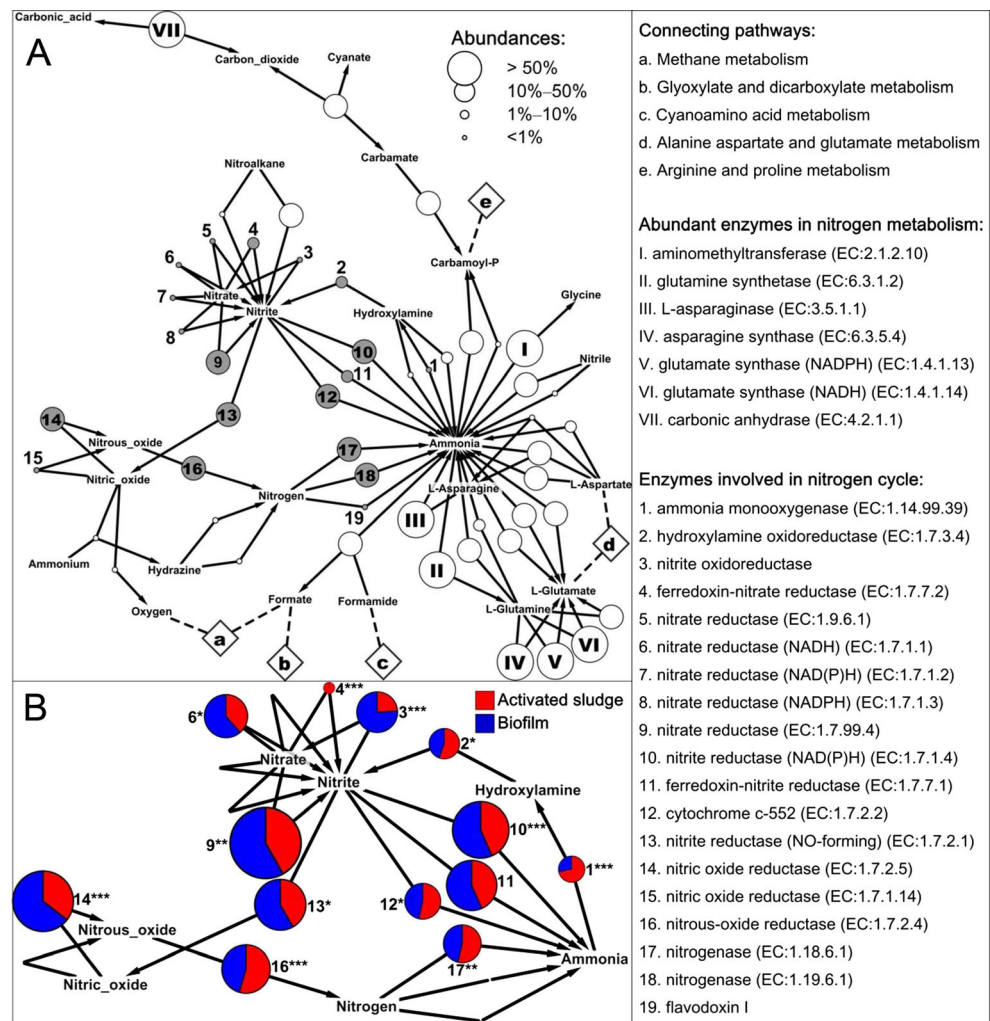 A
Carbonic_acid
VII
Carbon_dioxide
Cyanate
Abundances:
> 50%
10%–50%
1%–10%
<1%
Carbamate
Nitroalkane
e
5
4
6
3
2
Carbamoyl-P
7
Nitrate
Nitrite
Glycine
8
Hydroxylamine
9
10
1
I
Nitrile
11
12
14
13
Nitrous_oxide
17
Ammonia
15
16
18
Nitric_oxide
Nitrogen
L-Asparagine
L-Aspartate
19
III
d
Ammonium
Hydrazine
II
Oxygen
Formate
Formamide
L-Glutamate
L-Glutamine
a
b
c
IV
V
VI
B
4***
Activated sludge
Biofilm
6*
3***
2*
Nitrate
Nitrite
Hydroxylamine
9**
10***
1***
11
14***
13*
12*
Nitrous_oxide
16***
17**
Ammonia
Nitric_oxide
Nitrogen
Connecting pathways:
a. Methane metabolism
b. Glyoxylate and dicarboxylate metabolism
c. Cyanoamino acid metabolism
d. Alanine aspartate and glutamate metabolism
e. Arginine and proline metabolism
Abundant enzymes in nitrogen metabolism:
I. aminomethyltransferase (EC:2.1.2.10)
II. glutamine synthetase (EC:6.3.1.2)
III. L-asparaginase (EC:3.5.1.1)
IV. asparagine synthase (EC:6.3.5.4)
V. glutamate synthase (NADPH) (EC:1.4.1.13)
VI. glutamate synthase (NADH) (EC:1.4.1.14)
VII. carbonic anhydrase (EC:4.2.1.1)
Enzymes involved in nitrogen cycle:
1. ammonia monooxygenase (EC:1.14.99.39)
2. hydroxylamine oxidoreductase (EC:1.7.3.4)
3. nitrite oxidoreductase
4. ferredoxin-nitrate reductase (EC:1.7.7.2)
5. nitrate reductase (EC:1.9.6.1)
6. nitrate reductase (NADH) (EC:1.7.1.1)
7. nitrate reductase (NAD(P)H) (EC:1.7.1.2)
8. nitrate reductase (NADPH) (EC:1.7.1.3)
9. nitrate reductase (EC:1.7.99.4)
10. nitrite reductase (NAD(P)H) (EC:1.7.1.4)
11. ferredoxin-nitrite reductase (EC:1.7.7.1)
12. cytochrome c-552 (EC:1.7.2.2)
13. nitrite reductase (NO-forming) (EC:1.7.2.1)
14. nitric oxide reductase (EC:1.7.2.5)
15. nitric oxide reductase (EC:1.7.1.14)
16. nitrous-oxide reductase (EC:1.7.2.4)
17. nitrogenase (EC:1.18.6.1)
18. nitrogenase (EC:1.19.6.1)
19. flavodoxin I